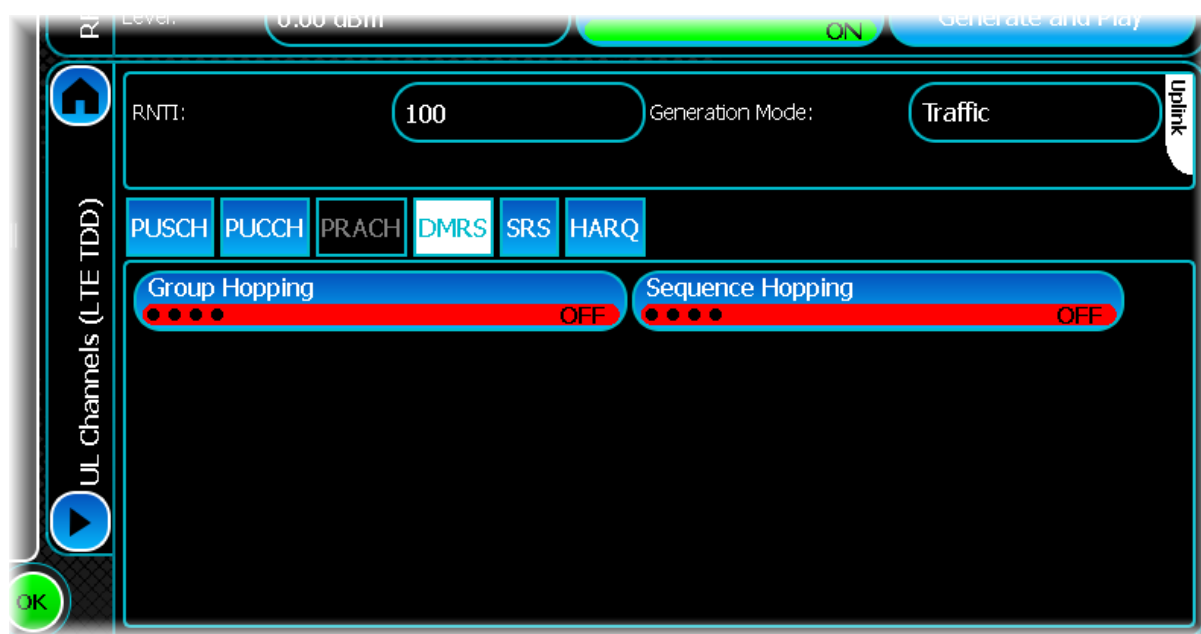 Level: 0.00 dBm ON Generate and Play
RNTI: 100 Generation Mode: Traffic
Uplink
PUSCH PUCCH PRACH DMRS SRS HARQ
Group Hopping Sequence Hopping
OFF OFF
UL Channels (LTE TDD)
OK